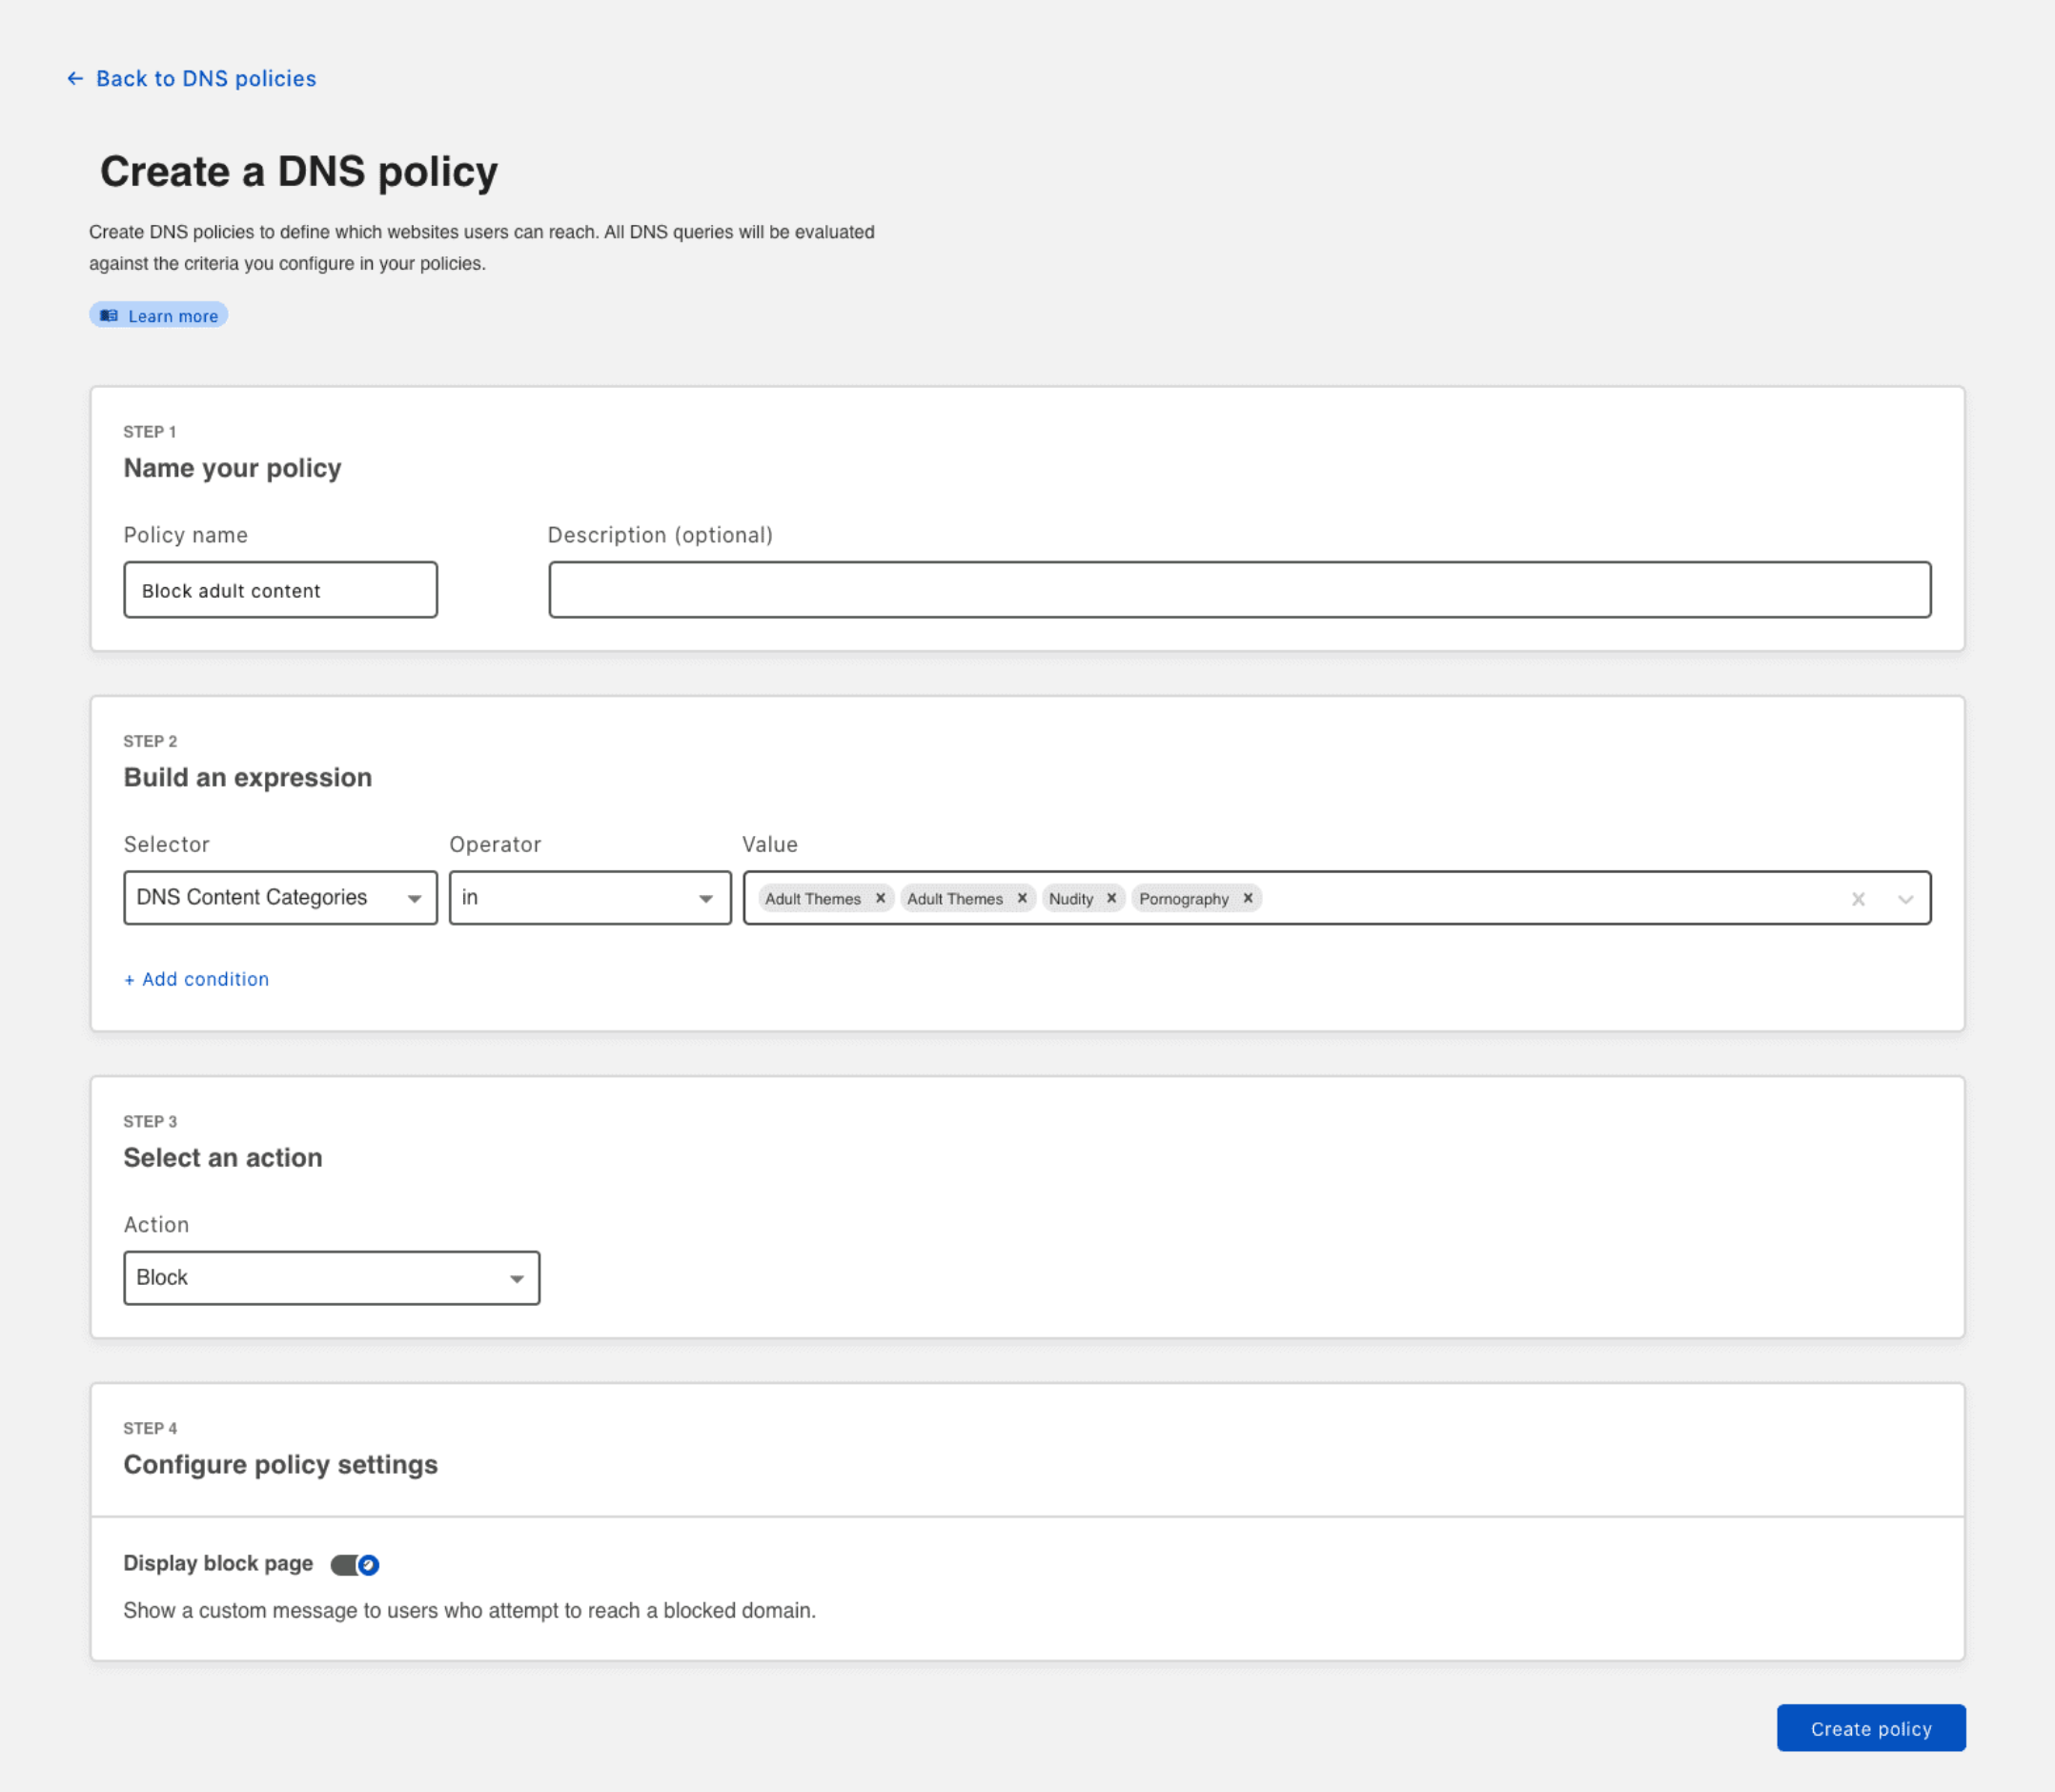 ← Back to DNS policies
Create a DNS policy
Create DNS policies to define which websites users can reach. All DNS queries will be evaluated
against the criteria you configure in your policies.
Learn more
STEP 1
Name your policy
Policy name
Description (optional)
Block adult content
STEP 2
Build an expression
Selector
Operator
Value
DNS Content Categories
in
Adult Themes × Adult Themes × Nudity × Pornography ×
+ Add condition
STEP 3
Select an action
Action
Block
STEP 4
Configure policy settings
Display block page
Show a custom message to users who attempt to reach a blocked domain.
Create policy